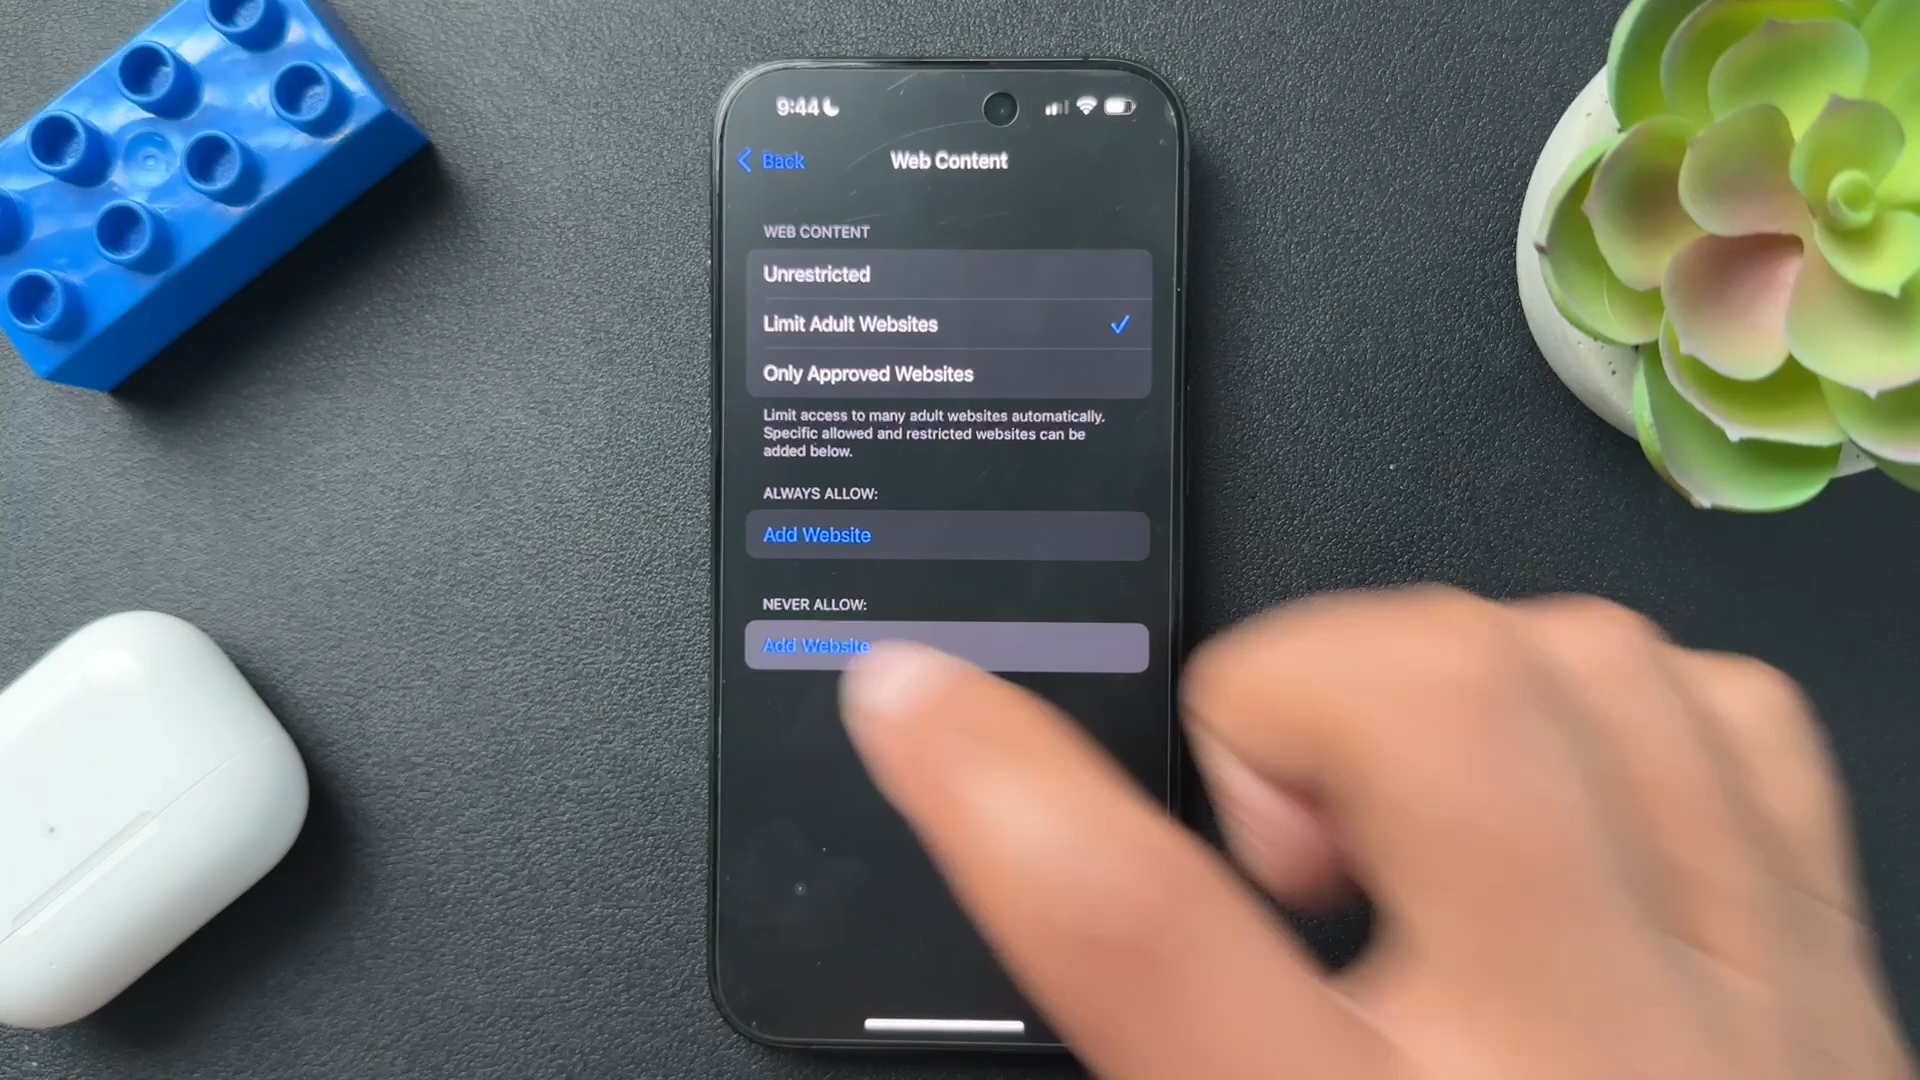 9:44
Back
Web Content
WEB CONTENT
Unrestricted
Limit Adult Websites
Only Approved Websites
Limit access to many adult websites automatically.
Specific allowed and restricted websites can be
added below.
ALWAYS ALLOW:
Add Website
NEVER ALLOW:
Add Website